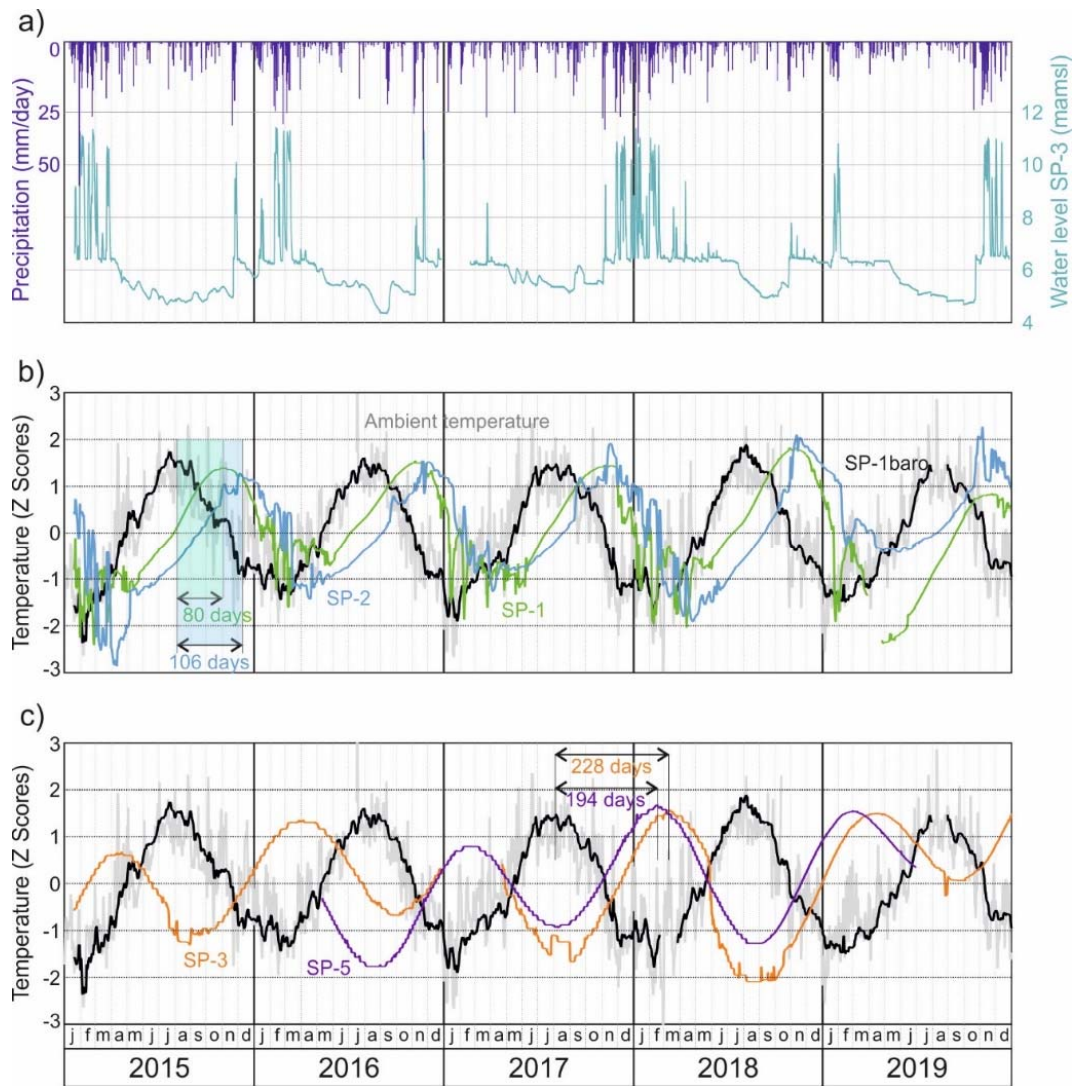 a)
0
25
50
Precipitation (mm/day)
12
10
8
6
4
Water level SP-3 (mamsl)
b)
3
2
1
0
-1
-2
-3
Temperature (Z Scores)
Ambient temperature
SP-1baro
SP-2
SP-1
80 days
106 days
c)
3
2
1
0
-1
-2
-3
Temperature (Z Scores)
228 days
194 days
SP-3
SP-5
j f m a m j j a s o n d j f m a m j j a s o n d j f m a m j j a s o n d j f m a m j j a s o n d j f m a m j j a s o n d
2015 2016 2017 2018 2019